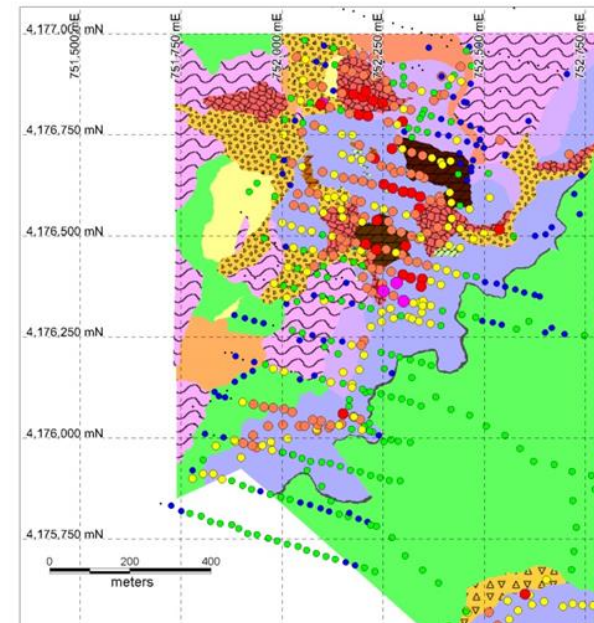 751,500 mE
751,750 mE
752,000 mE
752,250 mE
752,500 mE
752,750 mE
4,177,000 mN
4,176,750 mN
4,176,500 mN
4,176,250 mN
4,176,000 mN
4,175,750 mN
0 200 400
meters